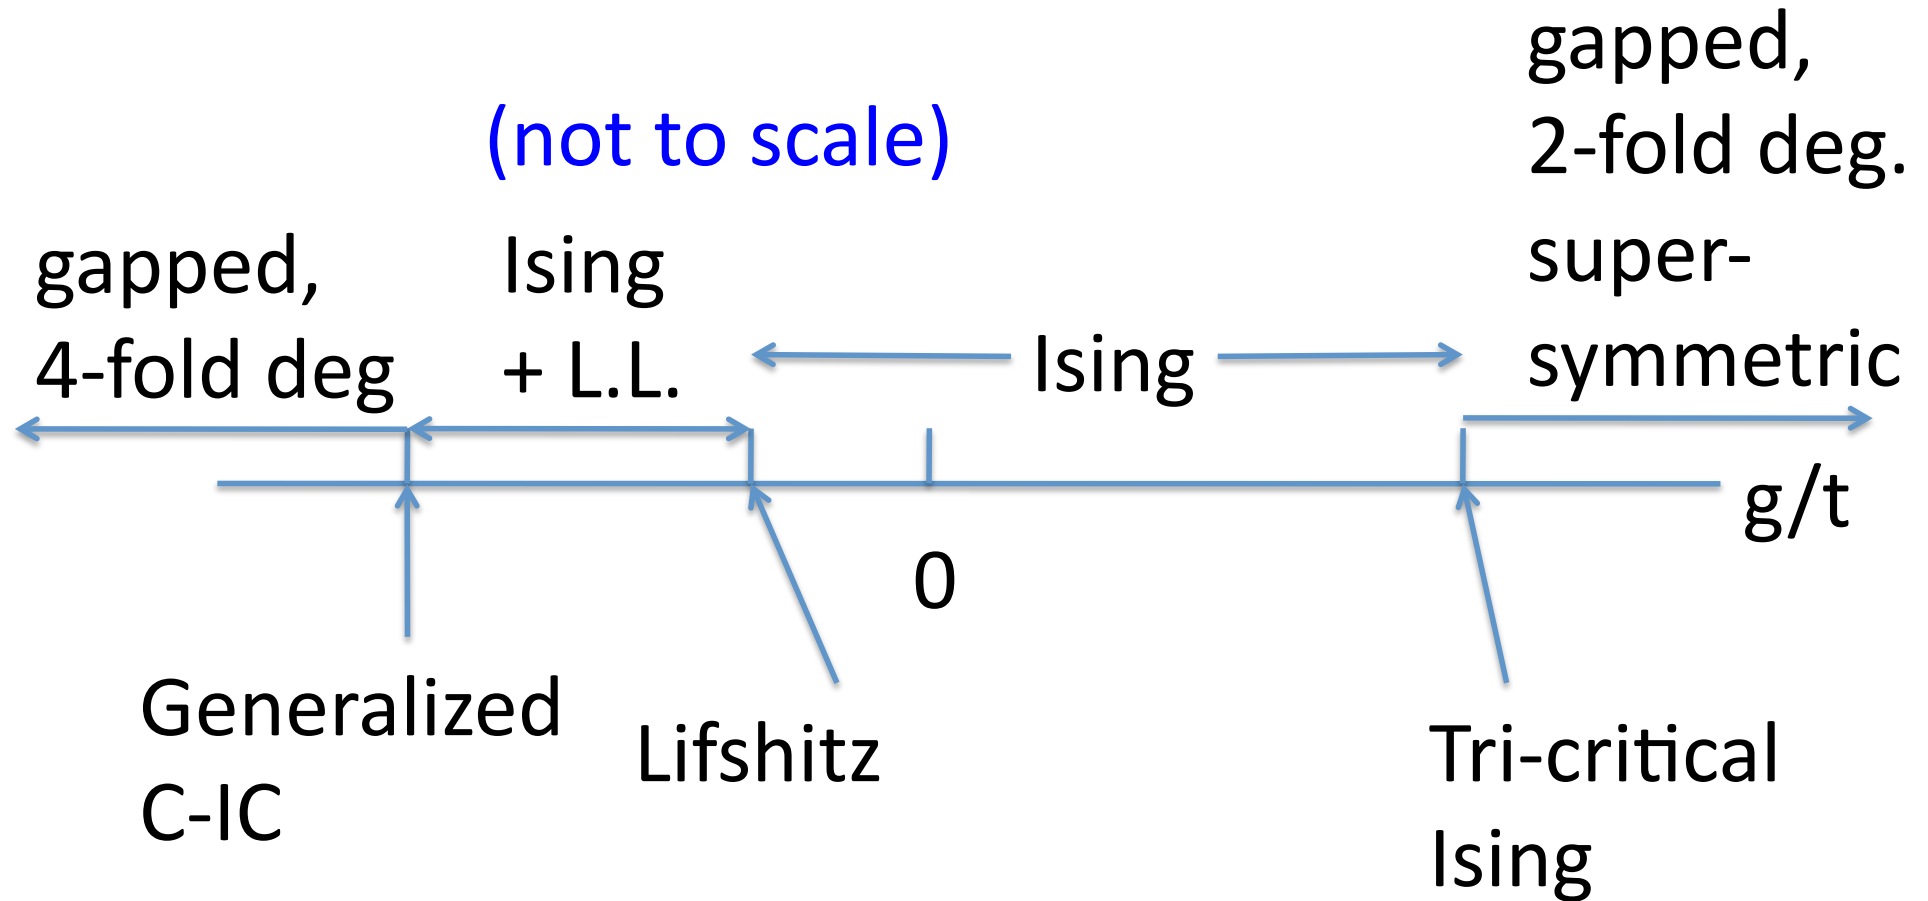 (not to scale)
gapped,
4-fold deg
Ising
+ L.L.
Ising
gapped,
2-fold deg.
super-
symmetric
g/t
0
Generalized
C-IC
Lifshitz
Tri-critical
Ising